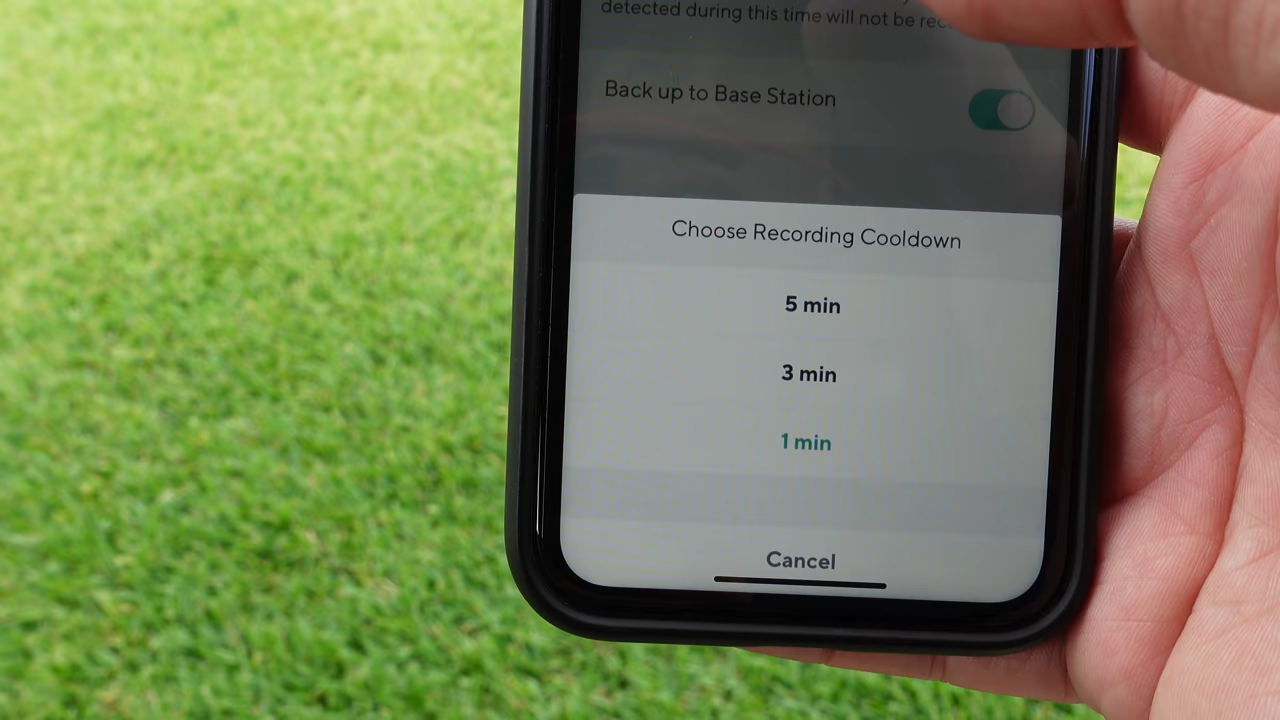 detected during this time will not be
Back up to Base Station
Choose Recording Cooldown
5 min
3 min
1 min
Cancel